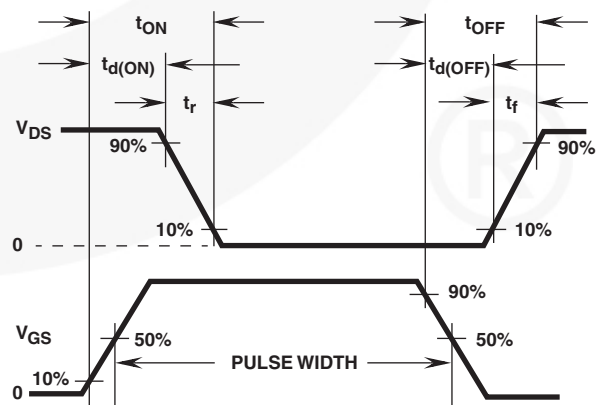 tON
tOFF
td(ON)
td(OFF)
tr
tf
VDS
90%
90%
10%
10%
0
90%
VGS
50%
50%
PULSE WIDTH
10%
0
R